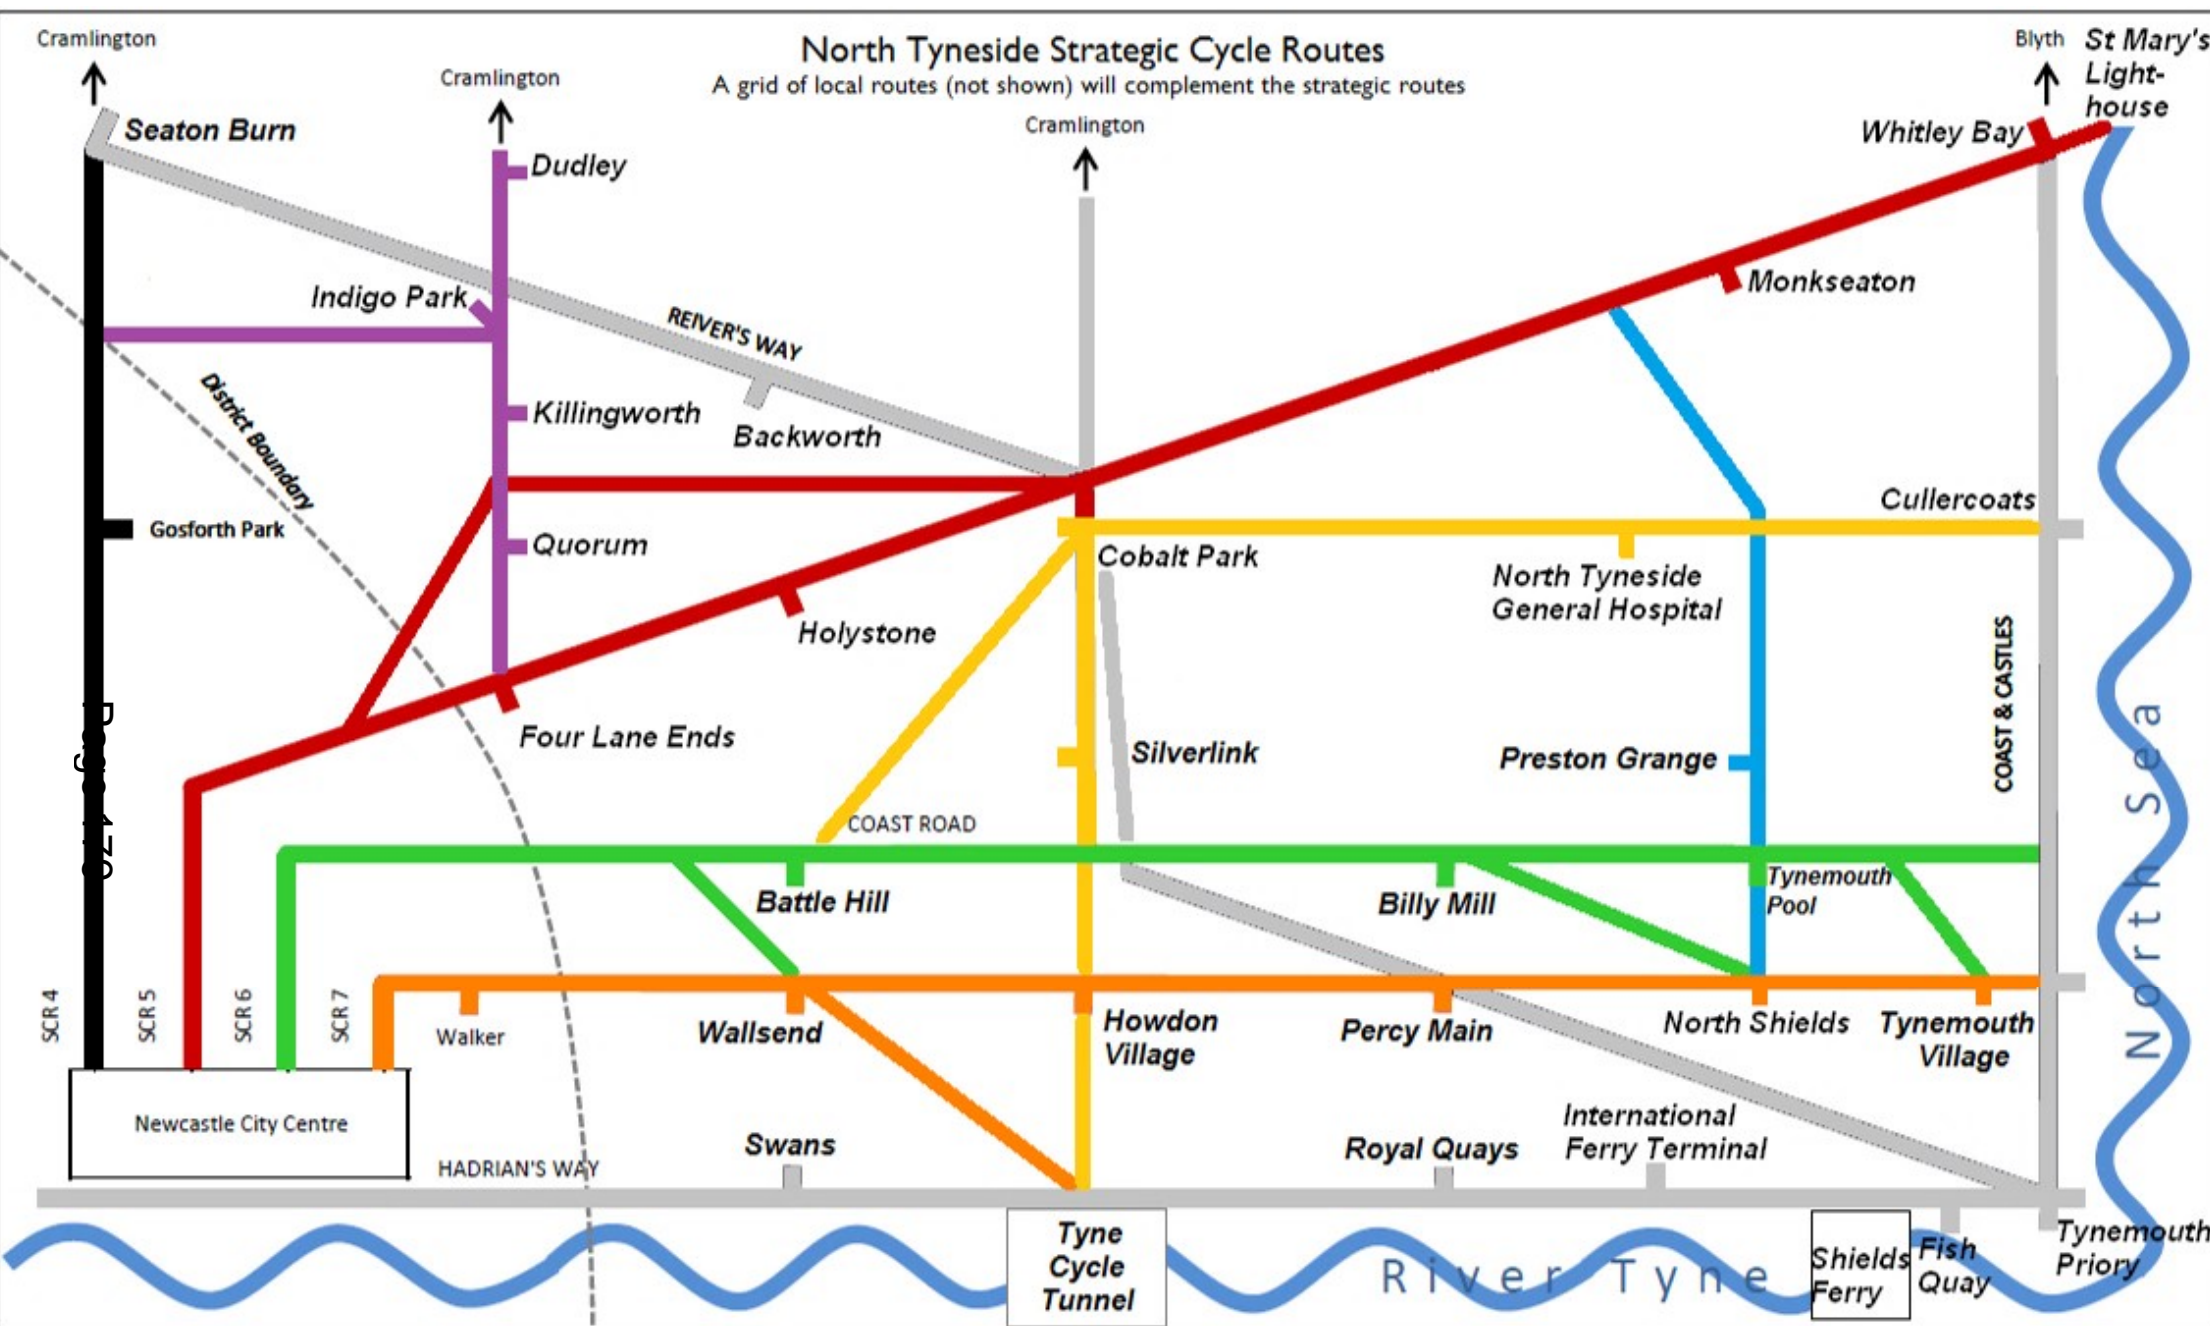 North Tyneside Strategic Cycle Routes
A grid of local routes (not shown) will complement the strategic routes
Cramlington
Cramlington
Cramlington
Blyth
St Mary's
Light-
house
Seaton Burn
Dudley
Whitley Bay
Indigo Park
REIVER'S WAY
Monkseaton
District Boundary
Killingworth
Backworth
Gosforth Park
Quorum
Cullercoats
Cobalt Park
North Tyneside
General Hospital
Holystone
Four Lane Ends
Silverlink
Preston Grange
COAST & CASTLES
North Sea
COAST ROAD
Battle Hill
Billy Mill
Tynemouth
Pool
SCR 4
SCR 5
SCR 6
SCR 7
Walker
Wallsend
Howdon
Village
Percy Main
North Shields
Tynemouth
Village
Newcastle City Centre
HADRIAN'S WAY
Swans
Royal Quays
International
Ferry Terminal
Tyne
Cycle
Tunnel
River Tyne
Shields
Ferry
Fish
Quay
Tynemouth
Priory